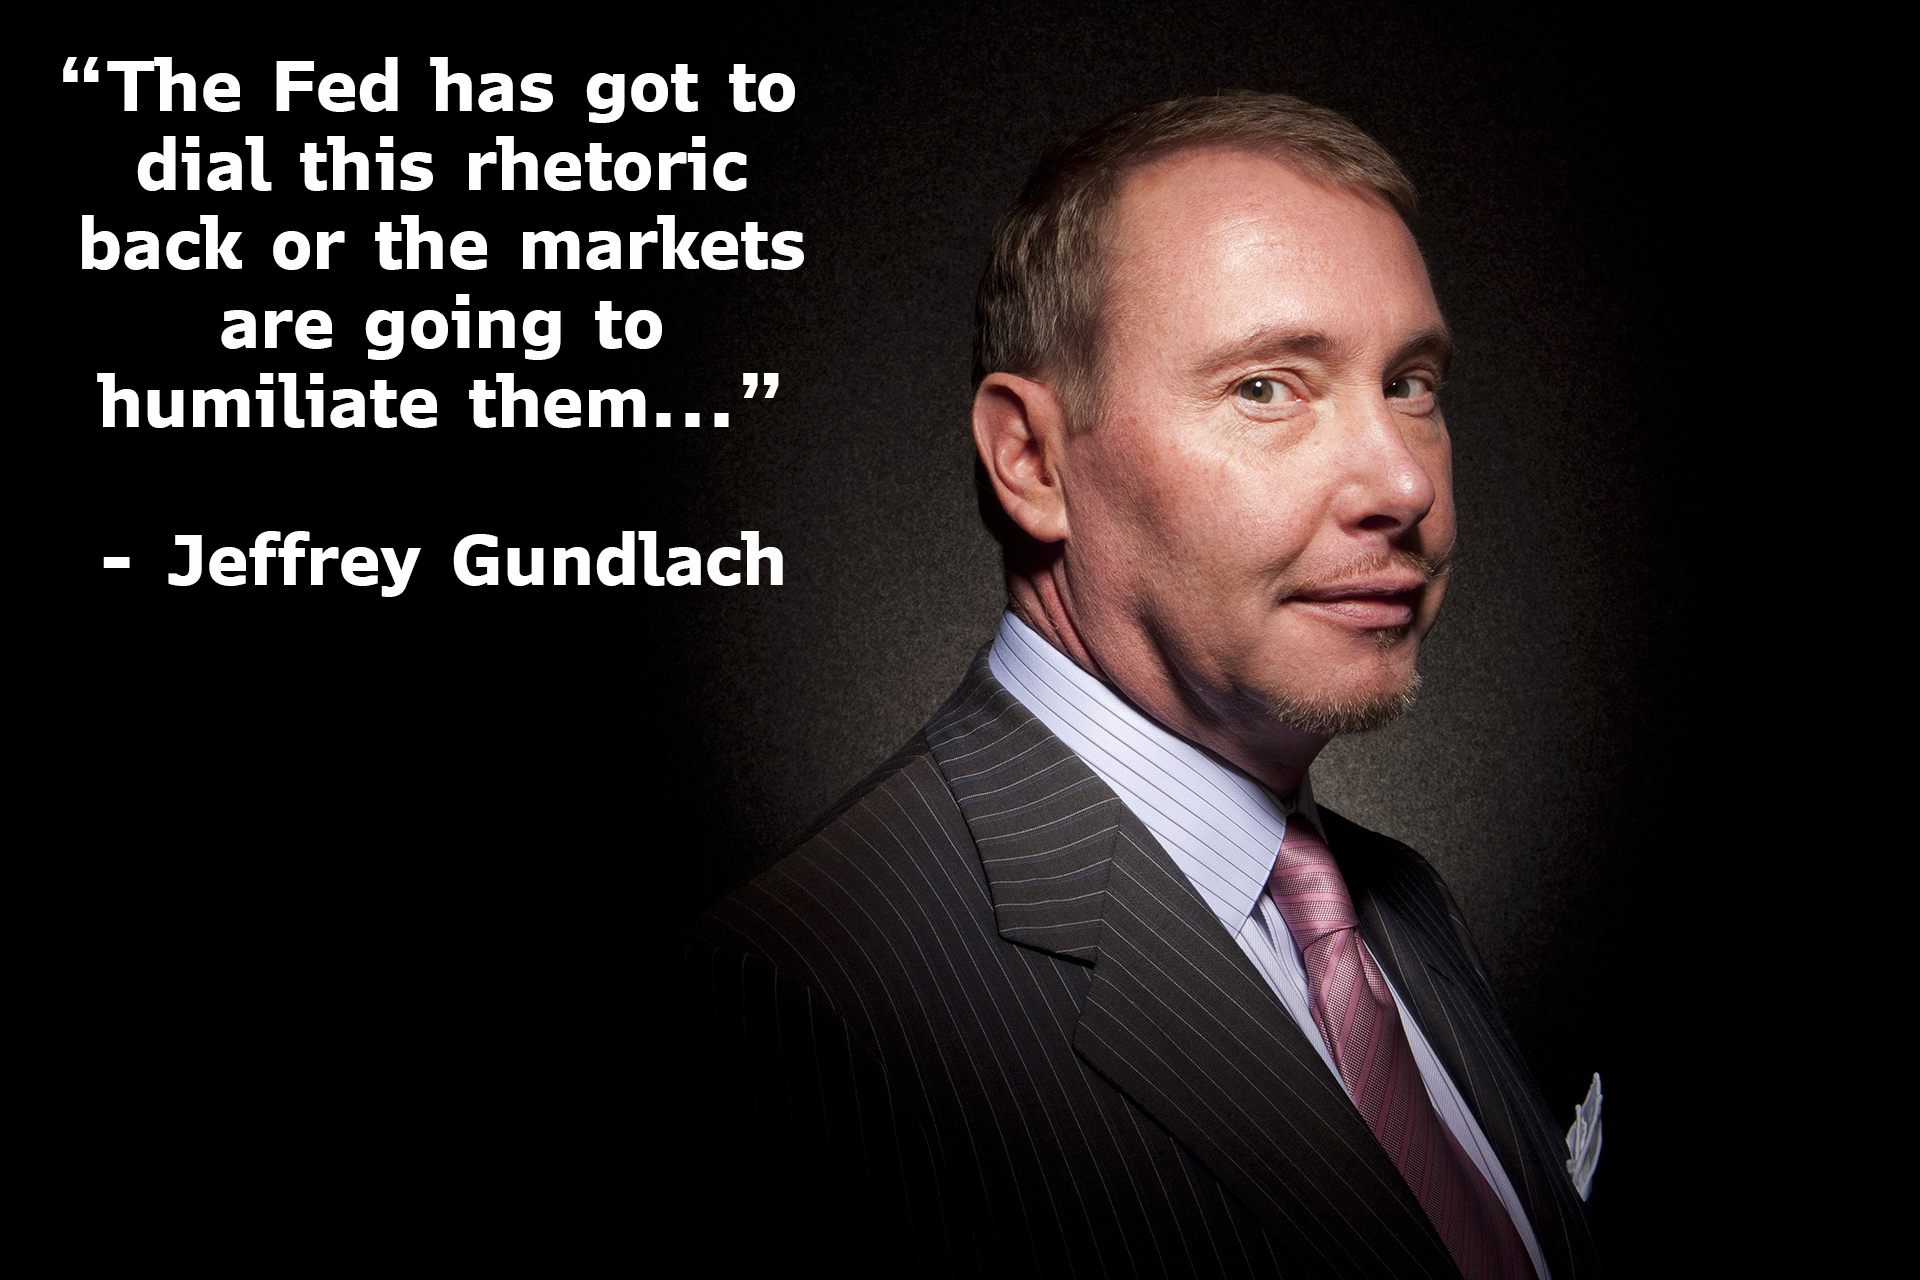 “The Fed has got to
dial this rhetoric
back or the markets
are going to
humiliate them...”
- Jeffrey Gundlach